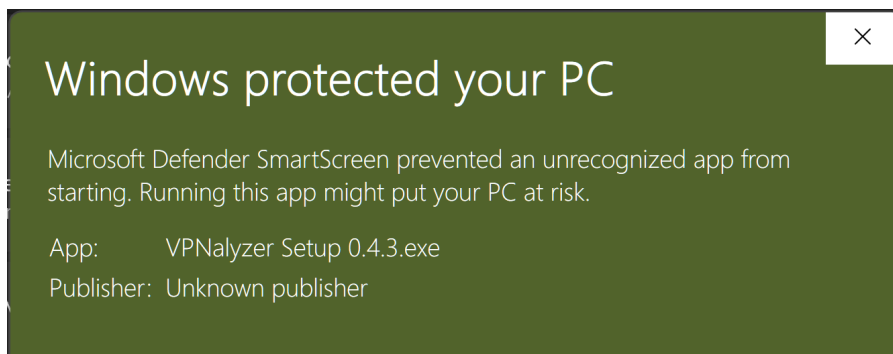 Windows protected your PC
Microsoft Defender SmartScreen prevented an unrecognized app from
starting. Running this app might put your PC at risk.
App: VPNalyzer Setup 0.4.3.exe
Publisher: Unknown publisher